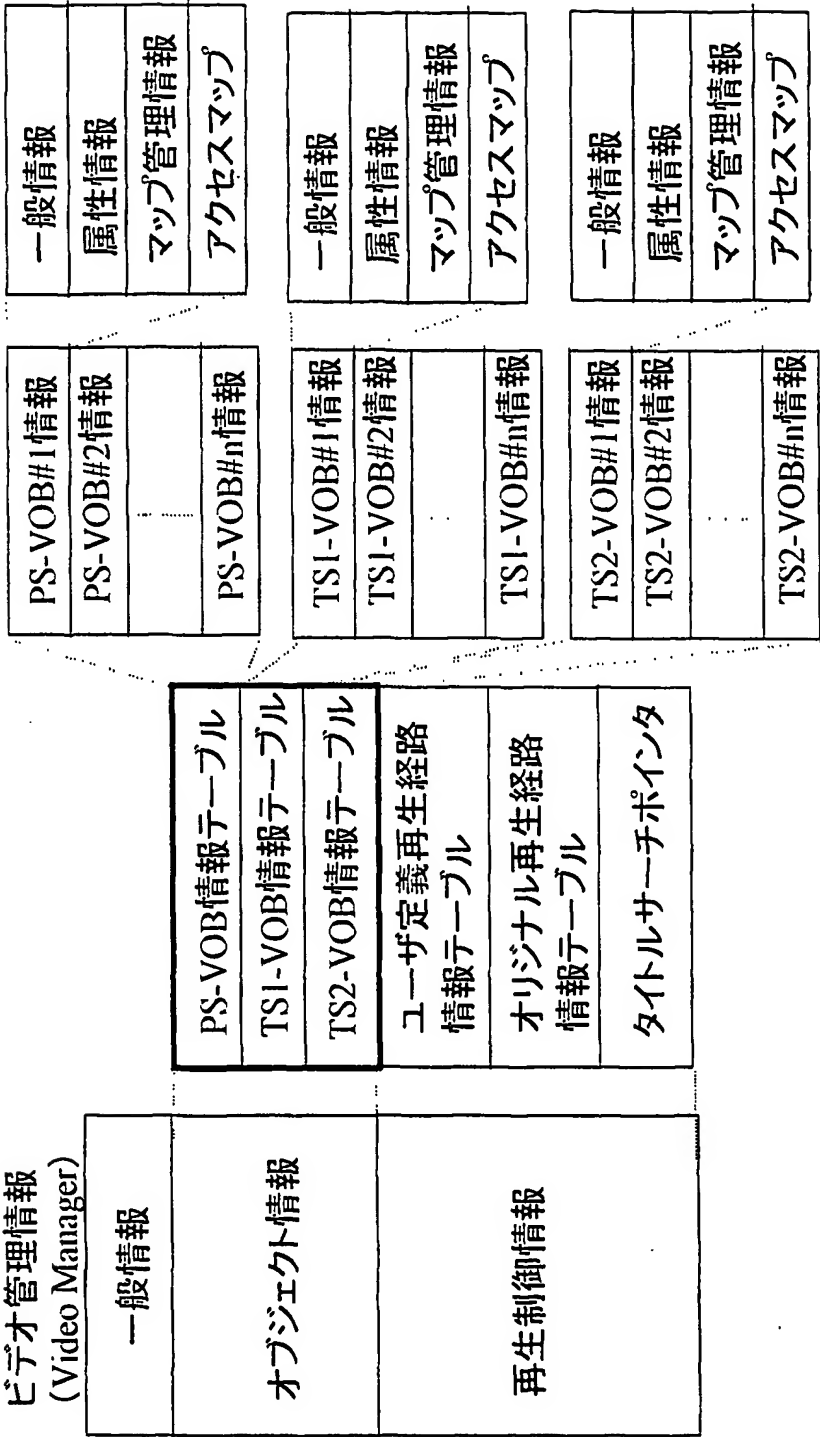 ビデオ管理情報
(Video Manager)
一般情報
オブジェクト情報
再生制御情報
PS-VOB情報テーブル
TS1-VOB情報テーブル
TS2-VOB情報テーブル
ユーザ定義再生経路
情報テーブル
オリジナル再生経路
情報テーブル
タイトルサーチポインタ
PS-VOB#1情報
PS-VOB#2情報
PS-VOB#n情報
TS1-VOB#1情報
TS1-VOB#2情報
TS1-VOB#n情報
TS2-VOB#1情報
TS2-VOB#2情報
TS2-VOB#n情報
一般情報
属性情報
マップ管理情報
アクセスマップ
一般情報
属性情報
マップ管理情報
アクセスマップ
一般情報
属性情報
マップ管理情報
アクセスマップ